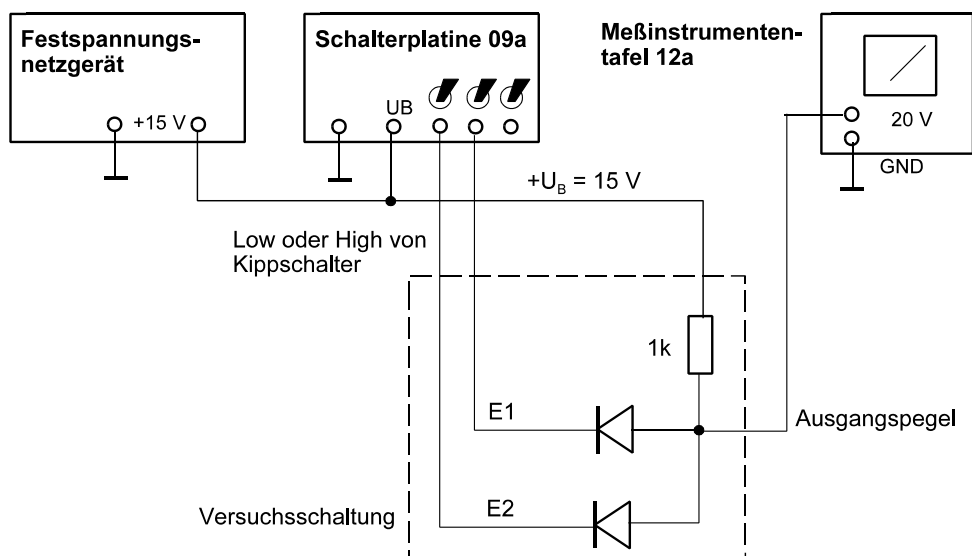 Festspannungs-
netzgerät
+15 V
Schalterplatine 09a
UB
Meßinstrumenten-
tafel 12a
20 V
GND
+U_B = 15 V
Low oder High von
Kippschalter
1k
E1
Ausgangspegel
E2
Versuchsschaltung